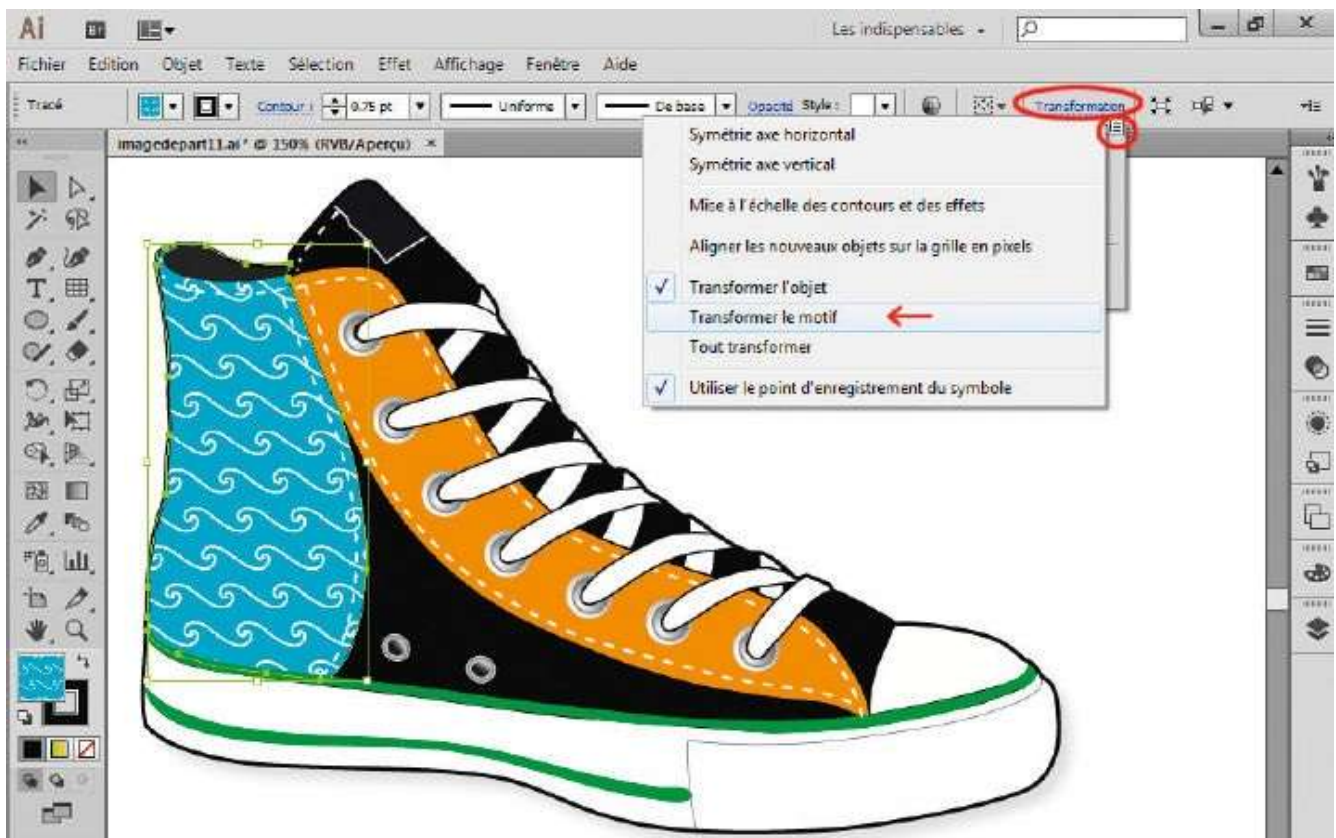 Ai Br Les indispensables
Fichier Edition Objet Texte Sélection Effet Affichage Fenêtre Aide
Tracé Contour : 0.75 pt Uniforme De base Opacité Style : Transformation
imagedepart11.ai* @ 150% (RVB/Aperçu) ×
Symétrie axe horizontal
Symétrie axe vertical
Mise à l'échelle des contours et des effets
Aligner les nouveaux objets sur la grille en pixels
Transformer l'objet
Transformer le motif
Tout transformer
Utiliser le point d'enregistrement du symbole